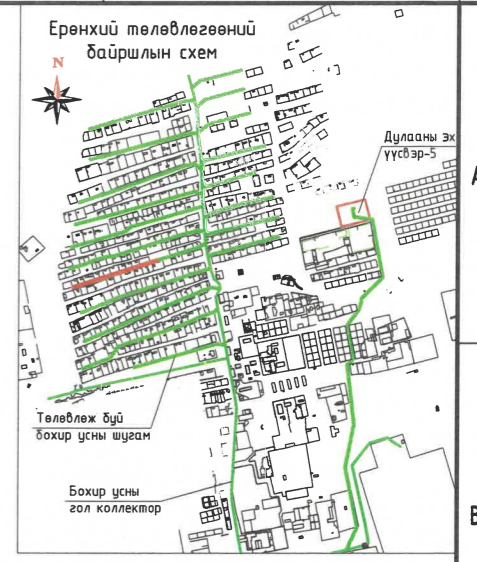 Ерөнхий төлөвлөгөөний
байршлын схем
N
Дулааны эх
үүсвэр-5
Төлөвлөж буй
бохир усны шугам
Бохир усны
гол коллектор